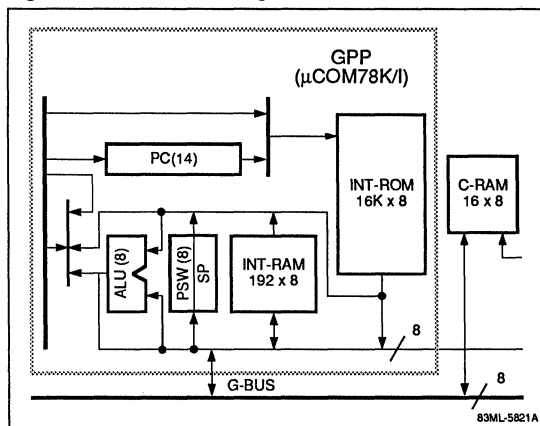 GPP
(μCOM78K/I)
PC(14)
INT-ROM
16K x 8
C-RAM
16 x 8
ALU (8)
PSW (8)
SP
INT-RAM
192 x 8
8
G-BUS
8
83ML-5821A